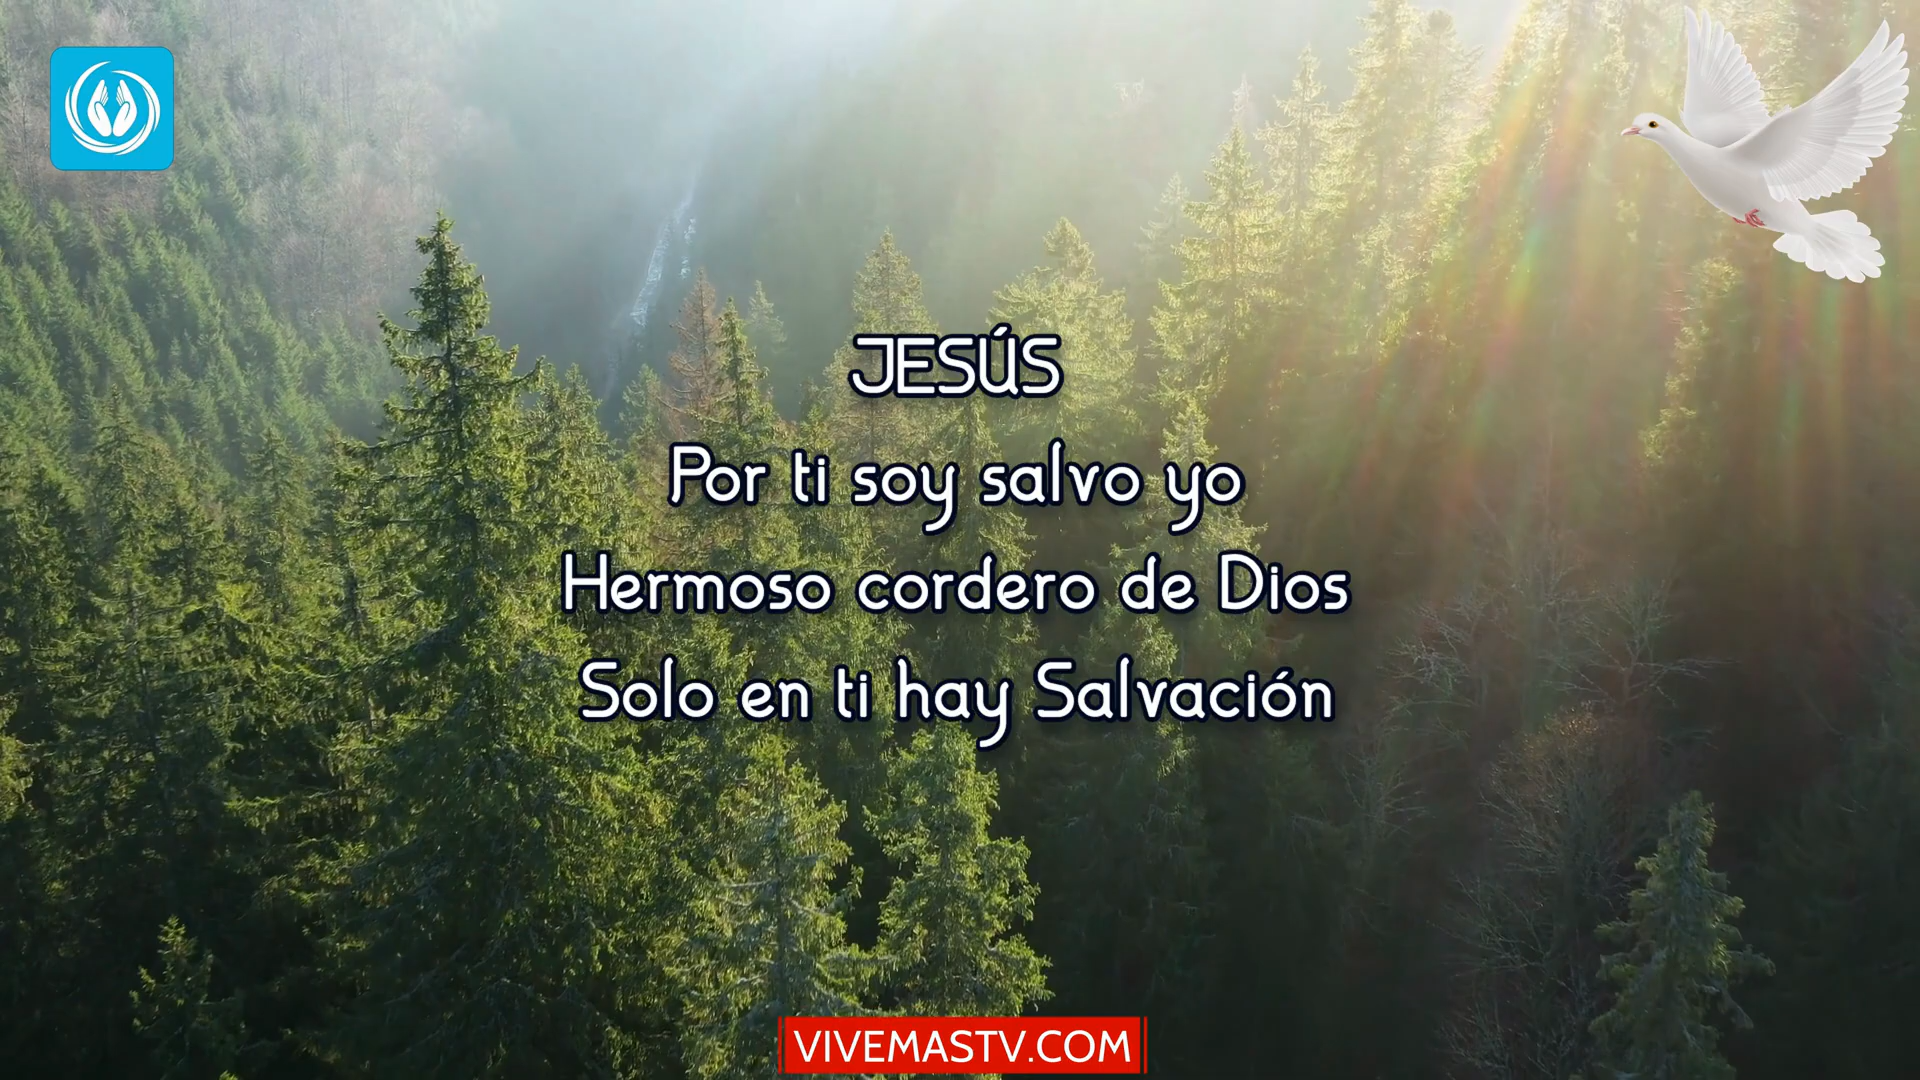 JESÚS
Por ti soy salvo yo
Hermoso cordero de Dios
Solo en ti hay Salvación
VIVEMASTV.COM